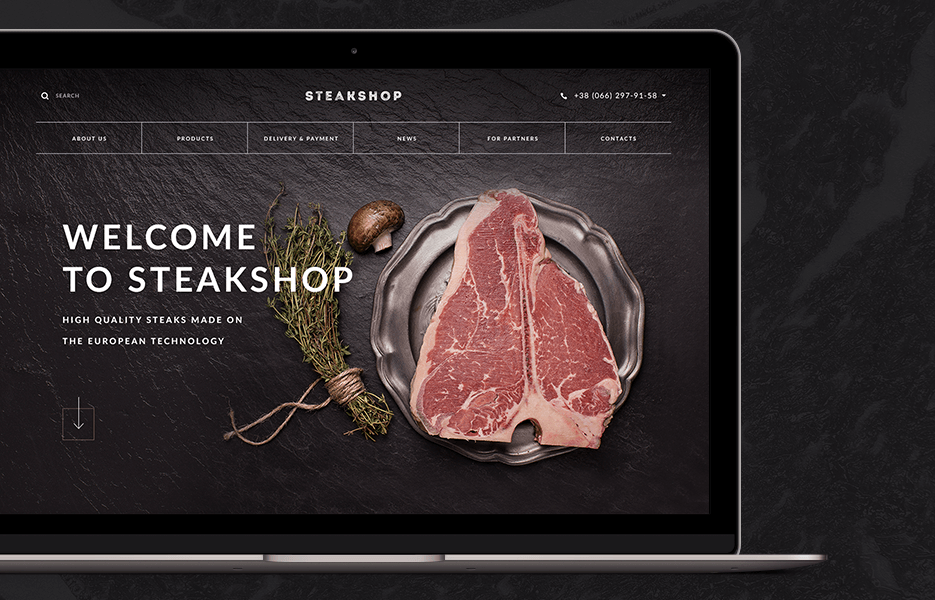 SEARCH
STEAKSHOP
+38 (066) 297-91-58
ABOUT US
PRODUCTS
DELIVERY & PAYMENT
NEWS
FOR PARTNERS
CONTACTS
WELCOME
TO STEAKSHOP
HIGH QUALITY STEAKS MADE ON
THE EUROPEAN TECHNOLOGY